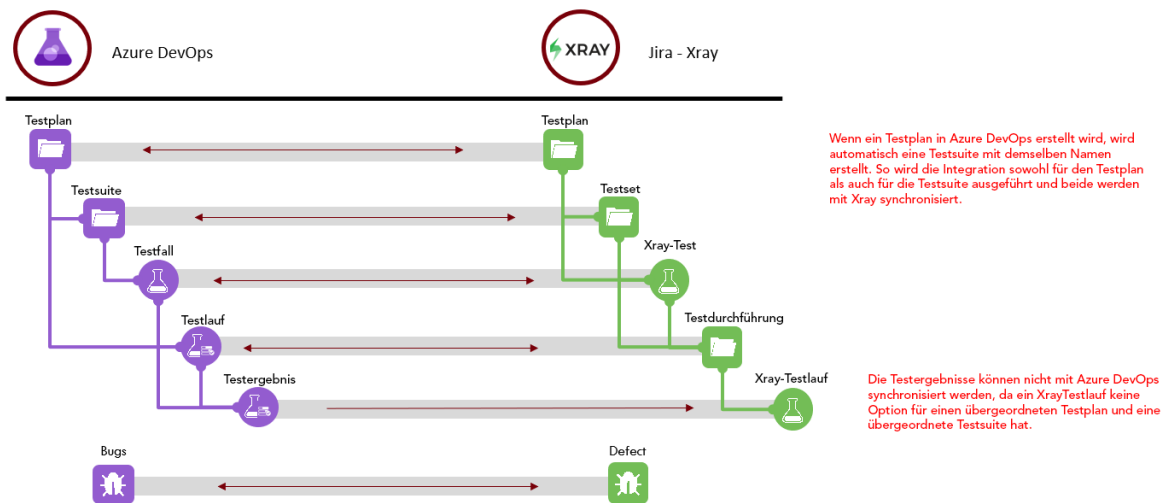 Azure DevOps
XRAY
Jira - Xray
Testplan
Testplan
Wenn ein Testplan in Azure DevOps erstellt wird, wird
automatisch eine Testsuite mit demselben Namen
erstellt. So wird die Integration sowohl für den Testplan
als auch für die Testsuite ausgeführt und beide werden
mit Xray synchronisiert.
Testsuite
Testset
Testfall
Xray-Test
Testlauf
Testdurchführung
Testergebnis
Xray-Testlauf
Die Testergebnisse können nicht mit Azure DevOps
synchronisiert werden, da ein XrayTestlauf keine
Option für einen übergeordneten Testplan und eine
übergeordnete Testsuite hat.
Bugs
Defect